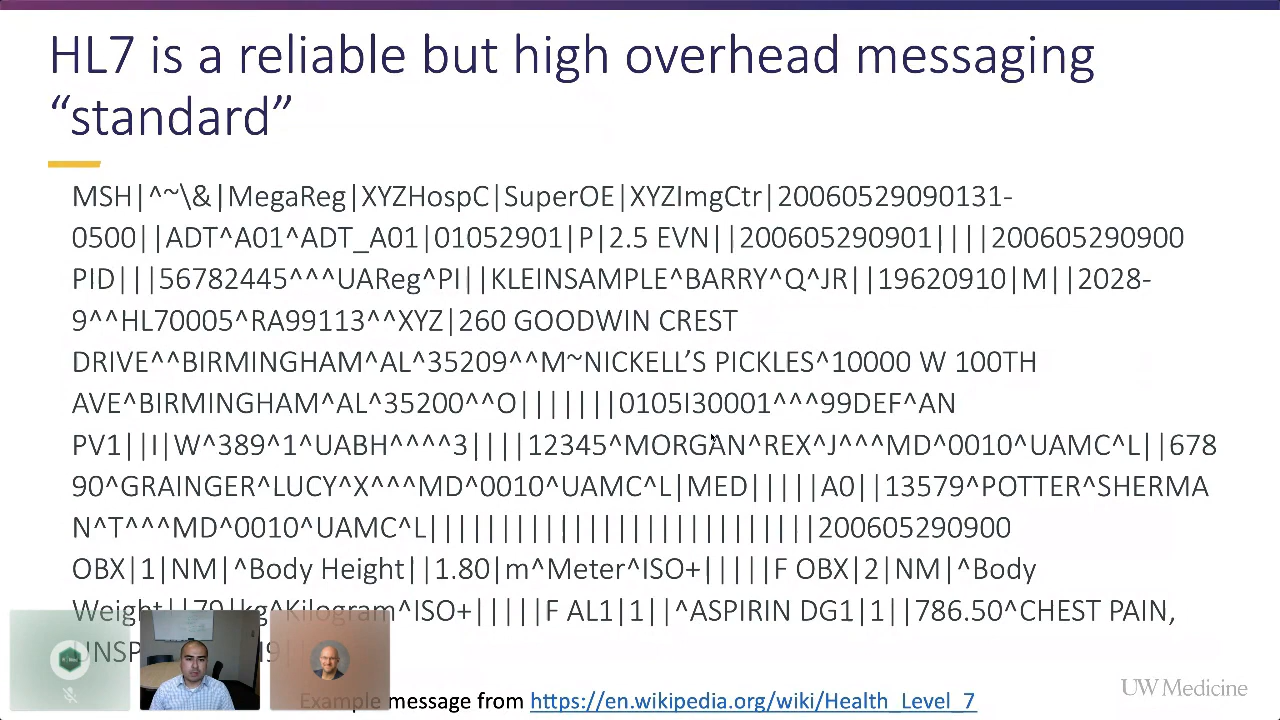 HL7 is a reliable but high overhead messaging
“standard”
MSH|^~\&|MegaReg|XYZHospC|SuperOE|XYZImgCtr|20060529090131-
0500||ADT^A01^ADT_A01|01052901|P|2.5 EVN||200605290901||||200605290900
PID|||56782445^^^UAReg^PI||KLEINSAMPLE^BARRY^Q^JR||19620910|M||2028-
9^^HL70005^RA99113^^XYZ|260 GOODWIN CREST
DRIVE^^BIRMINGHAM^AL^35209^^M~NICKELL’S PICKLES^10000 W 100TH
AVE^BIRMINGHAM^AL^35200^^O|||||||0105I30001^^^99DEF^AN
PV1||I|W^389^1^UABH^^^^3||||12345^MORGAN^REX^J^^^MD^0010^UAMC^L||678
90^GRAINGER^LUCY^X^^^MD^0010^UAMC^L|MED|||||A0||13579^POTTER^SHERMA
N^T^^^MD^0010^UAMC^L|||||||||||||||||||||||||||200605290900
OBX|1|NM|^Body Height||1.80|m^Meter^ISO+|||||F OBX|2|NM|^Body
Weight||79|kg^Kilogram^ISO+|||||F AL1|1||^ASPIRIN DG1|1||786.50^CHEST PAIN,
Example message from https://en.wikipedia.org/wiki/Health_Level_7
UW Medicine